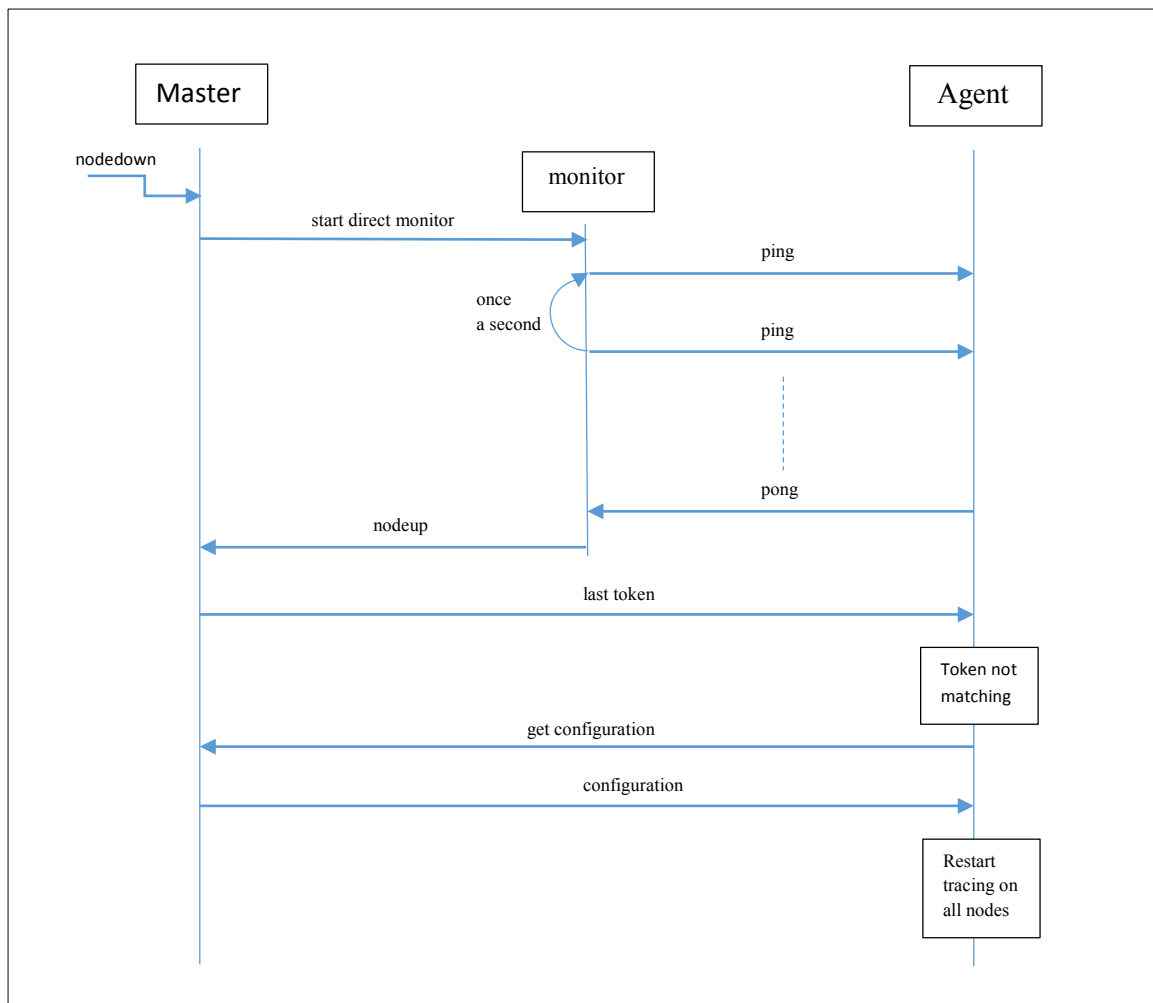 Master
Agent
nodedown
monitor
start direct monitor
ping
once
a second
ping
pong
nodeup
last token
Token not
matching
get configuration
configuration
Restart
tracing on
all nodes